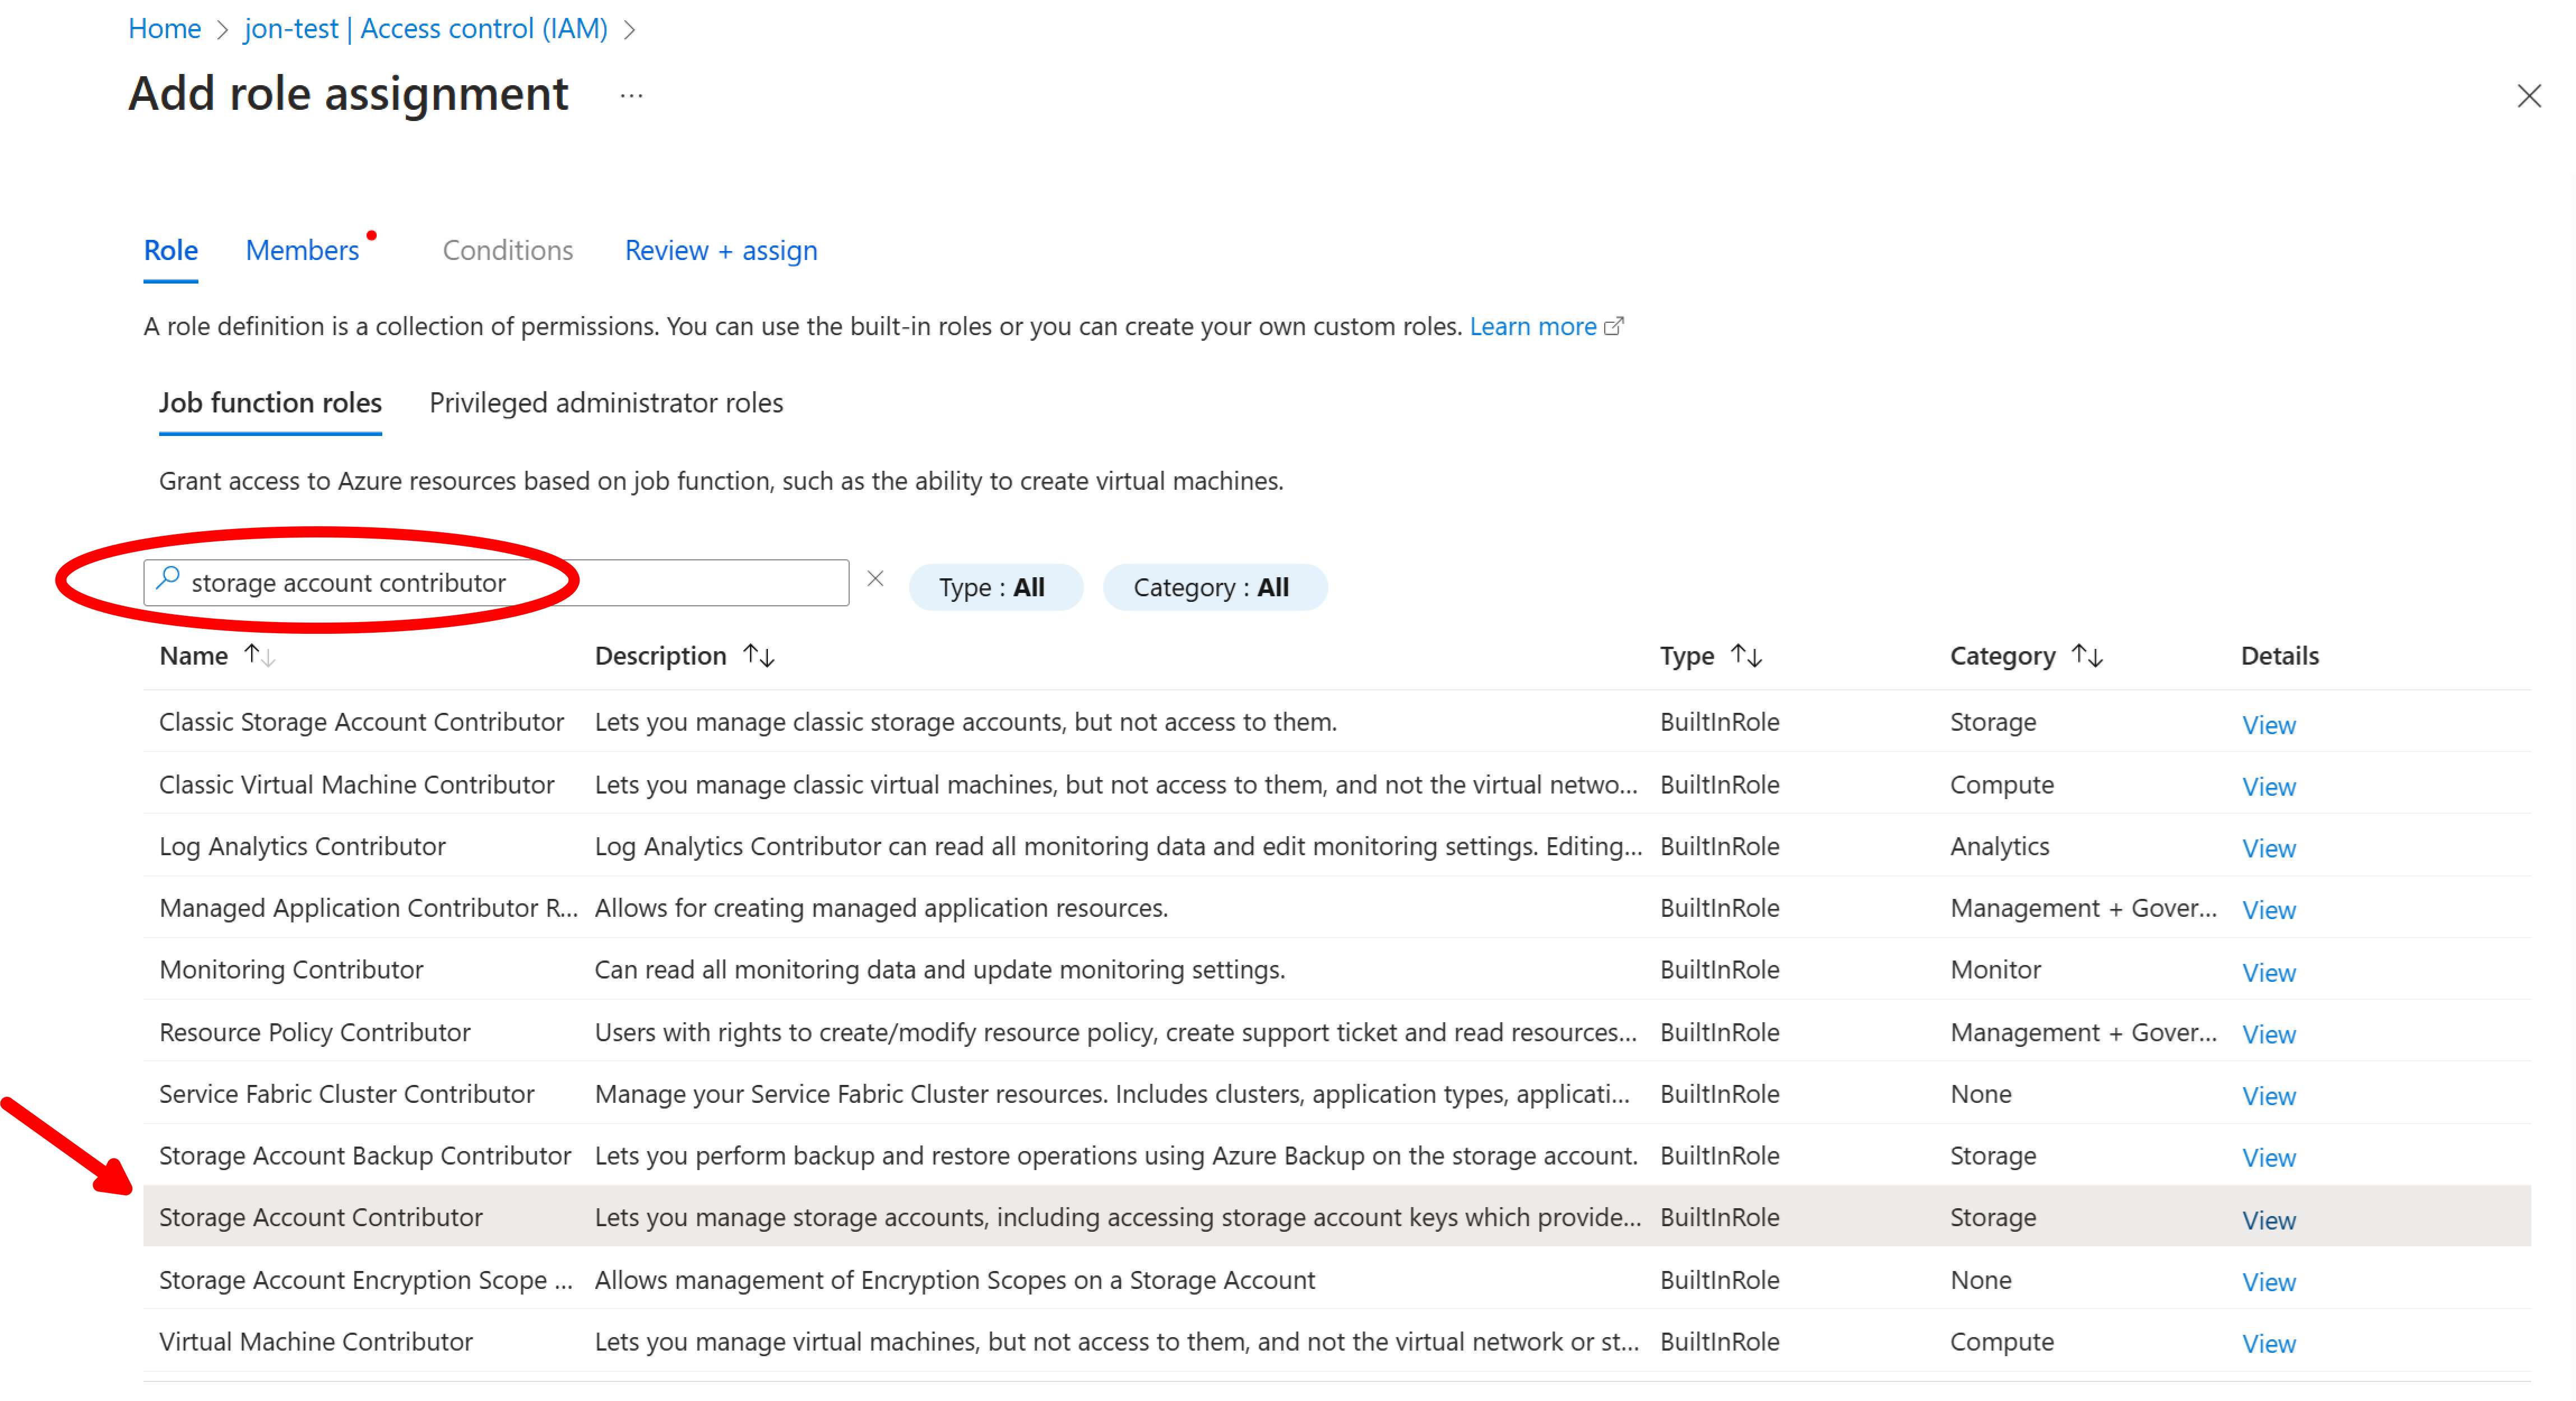 Home > jon-test | Access control (IAM) >
Add role assignment ...
Role Members Conditions Review + assign
A role definition is a collection of permissions. You can use the built-in roles or you can create your own custom roles. Learn more
Job function roles Privileged administrator roles
Grant access to Azure resources based on job function, such as the ability to create virtual machines.
storage account contributor Type : All Category : All
Name ↑↓ Description ↑↓ Type ↑↓ Category ↑↓ Details
Classic Storage Account Contributor Lets you manage classic storage accounts, but not access to them. BuiltInRole Storage View
Classic Virtual Machine Contributor Lets you manage classic virtual machines, but not access to them, and not the virtual netwo... BuiltInRole Compute View
Log Analytics Contributor Log Analytics Contributor can read all monitoring data and edit monitoring settings. Editing... BuiltInRole Analytics View
Managed Application Contributor R... Allows for creating managed application resources. BuiltInRole Management + Gover... View
Monitoring Contributor Can read all monitoring data and update monitoring settings. BuiltInRole Monitor View
Resource Policy Contributor Users with rights to create/modify resource policy, create support ticket and read resources... BuiltInRole Management + Gover... View
Service Fabric Cluster Contributor Manage your Service Fabric Cluster resources. Includes clusters, application types, applicati... BuiltInRole None View
Storage Account Backup Contributor Lets you perform backup and restore operations using Azure Backup on the storage account. BuiltInRole Storage View
Storage Account Contributor Lets you manage storage accounts, including accessing storage account keys which provide... BuiltInRole Storage View
Storage Account Encryption Scope ... Allows management of Encryption Scopes on a Storage Account BuiltInRole None View
Virtual Machine Contributor Lets you manage virtual machines, but not access to them, and not the virtual network or st... BuiltInRole Compute View